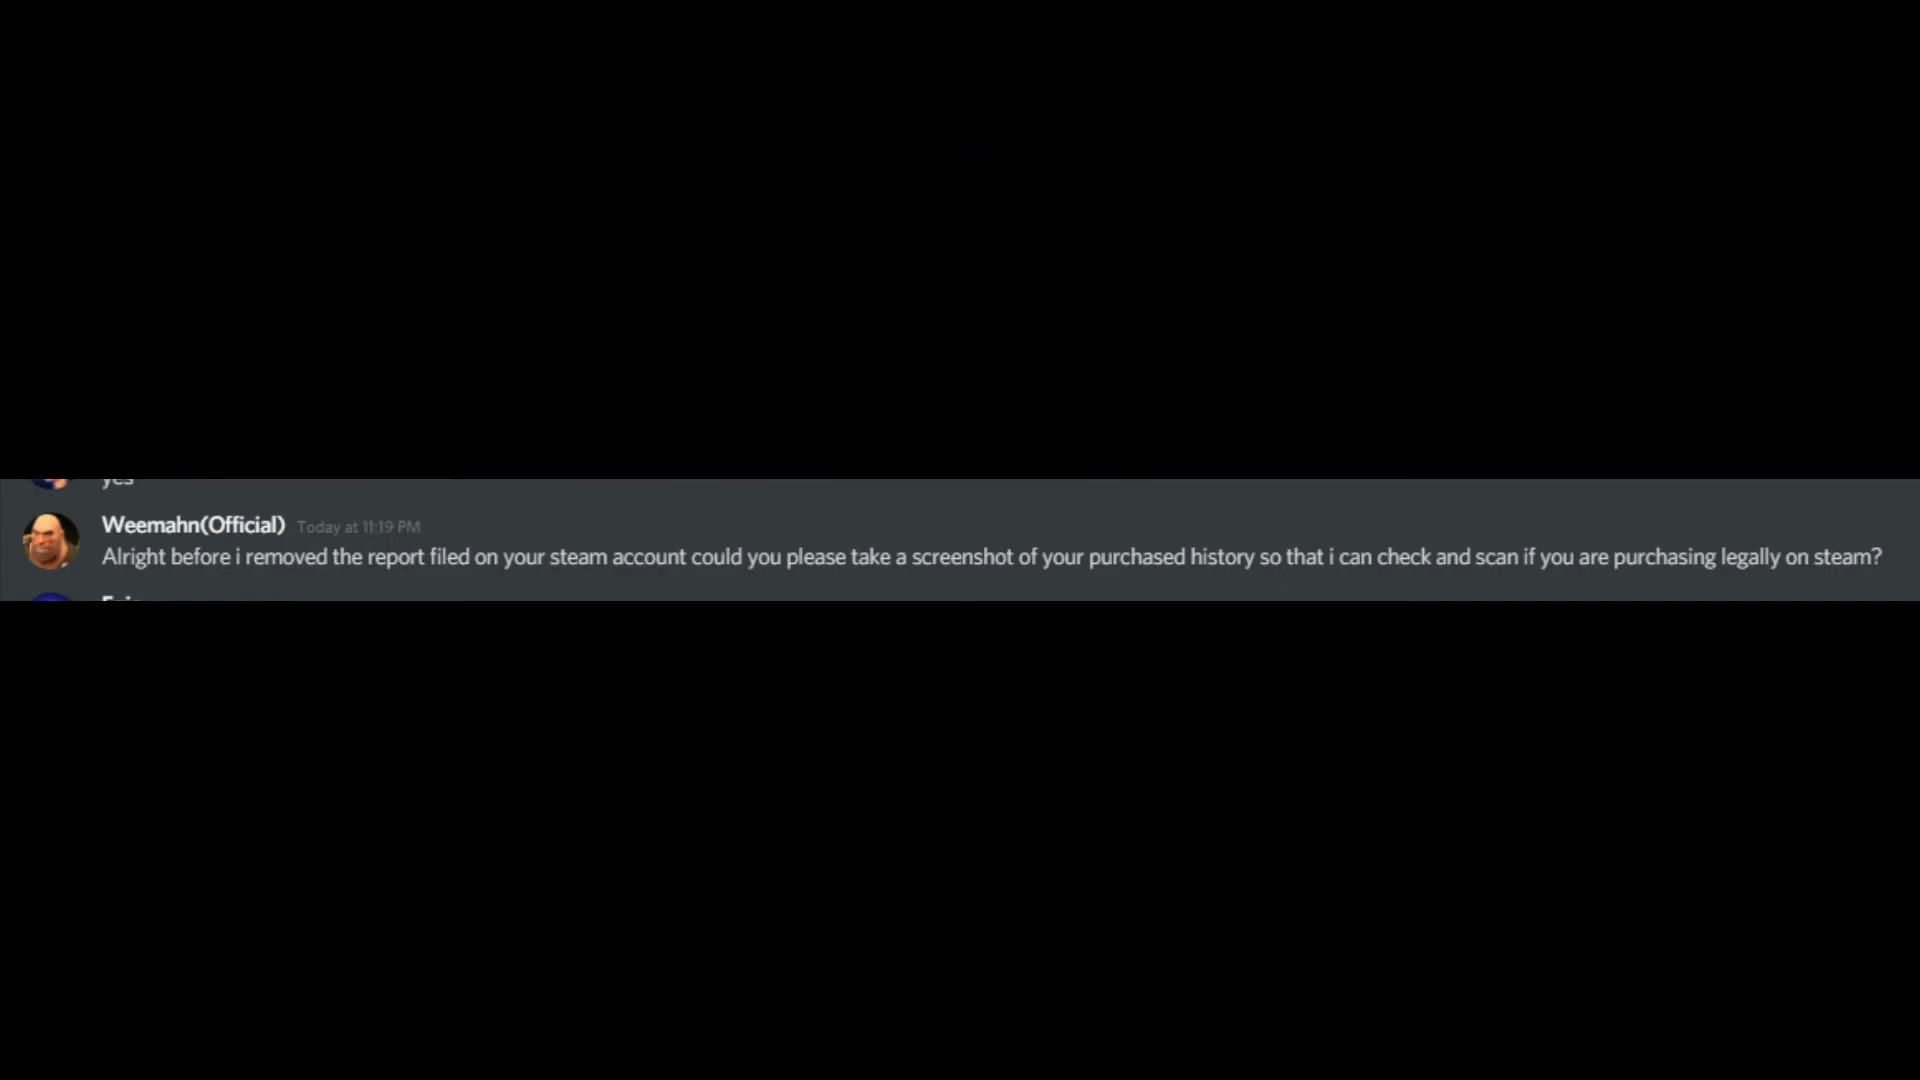 yes
Weemahn(Official) Today at 11:19 PM
Alright before i removed the report filed on your steam account could you please take a screenshot of your purchased history so that i can check and scan if you are purchasing legally on steam?